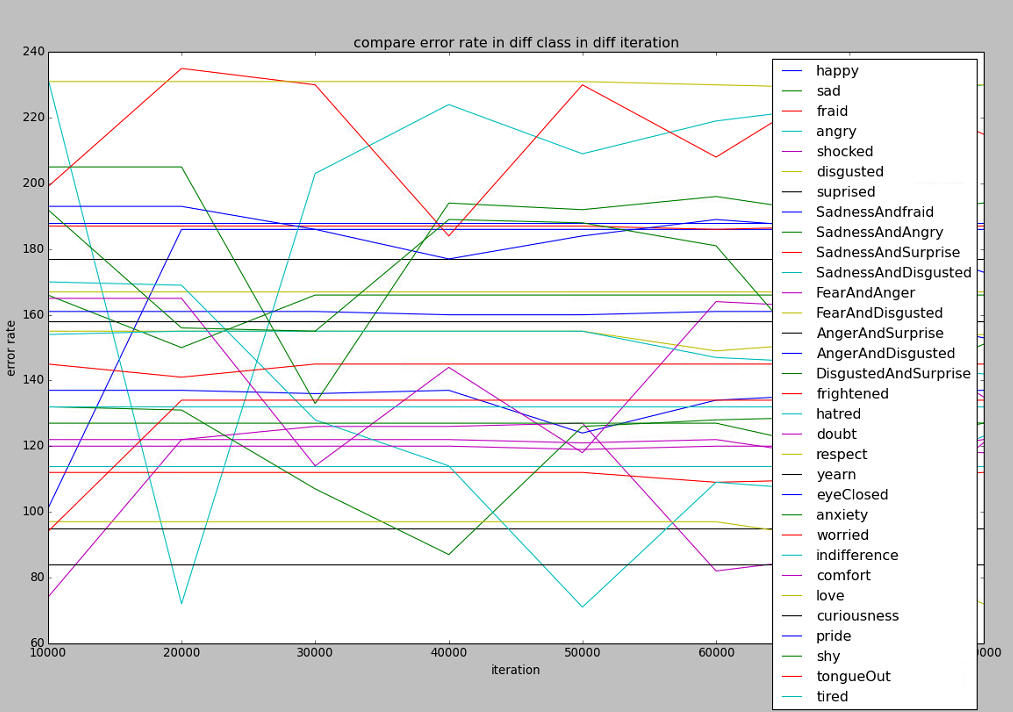 compare error rate in diff class in diff iteration
240
220
200
180
160
140
120
100
80
60
error rate
10000
20000
30000
40000
50000
60000
0000
iteration
happy
sad
fraid
angry
shocked
disgusted
suprised
SadnessAndfraid
SadnessAndAngry
SadnessAndSurprise
SadnessAndDisgusted
FearAndAnger
FearAndDisgusted
AngerAndSurprise
AngerAndDisgusted
DisgustedAndSurprise
frightened
hatred
doubt
respect
yearn
eyeClosed
anxiety
worried
indifference
comfort
love
curiousness
pride
shy
tongueOut
tired